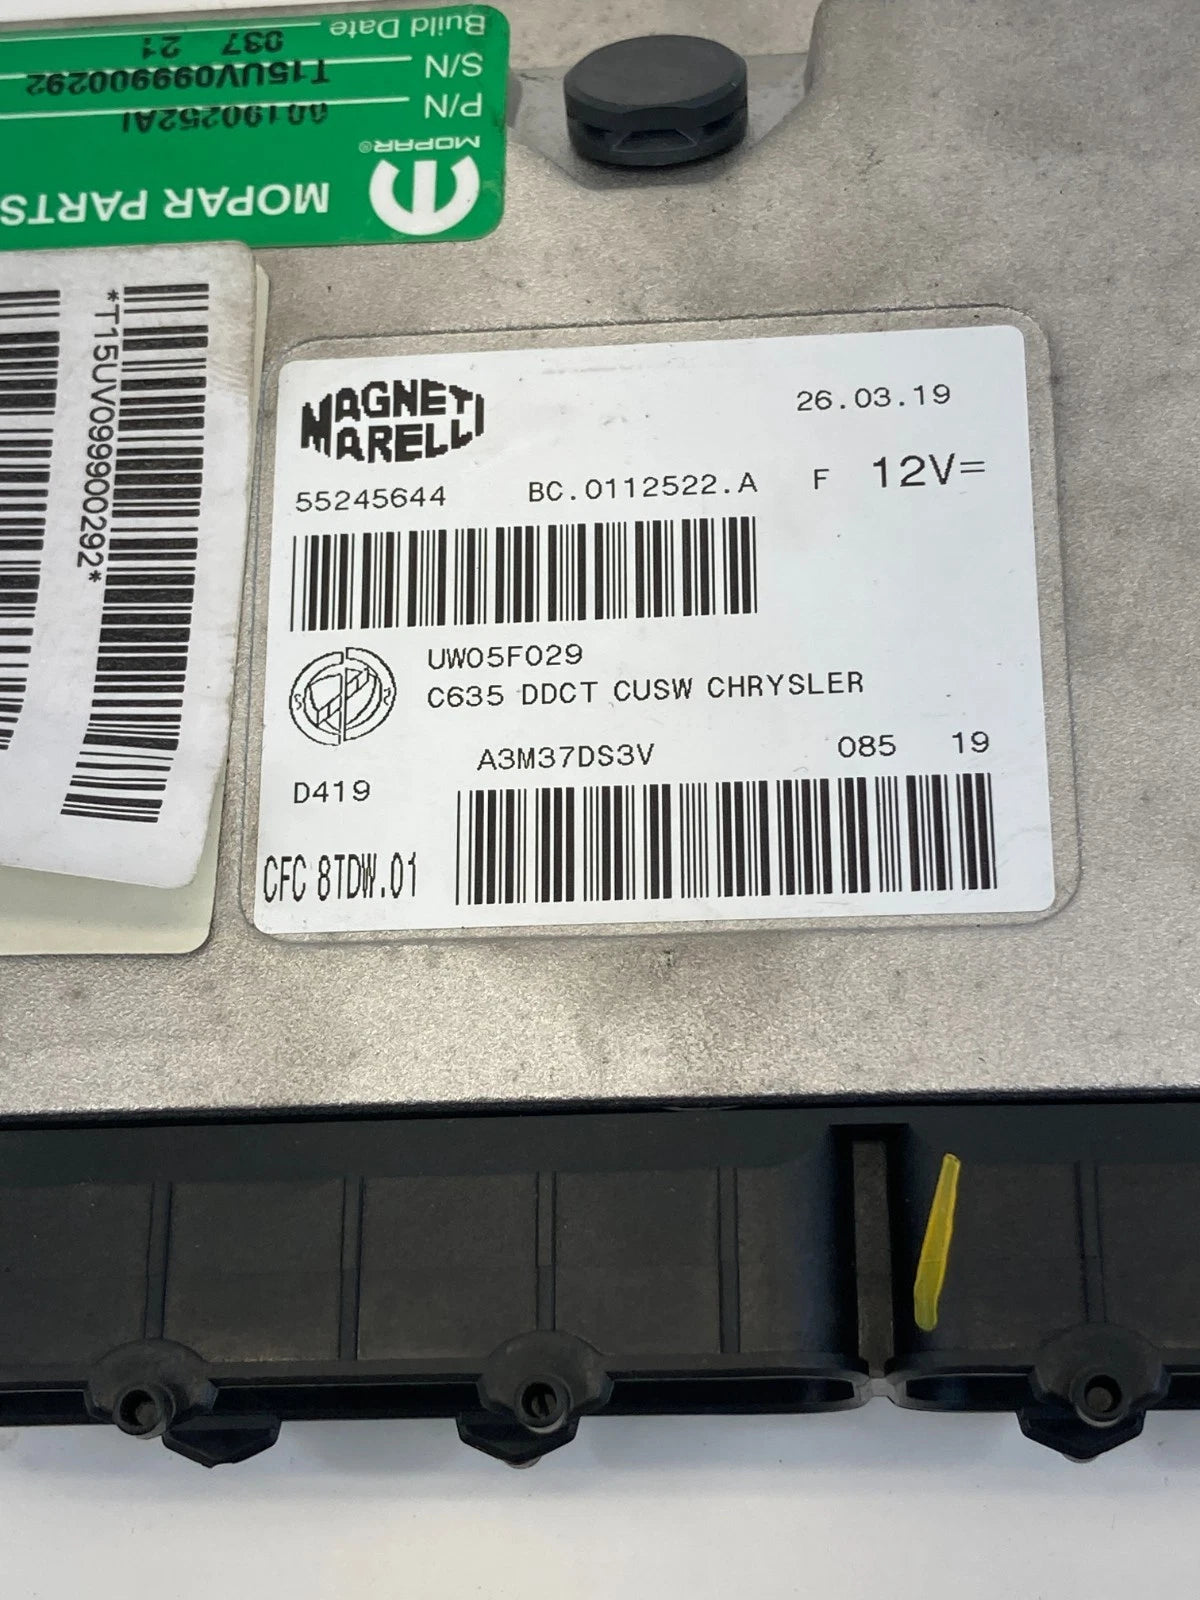 MOPAR PARTS
MOPAR®
P/N
S/N T15UV099900292
Build Date 037 21
*T15UV099900292*
MAGNETI
MARELLI
26.03.19
55245644 BC.0112522.A F 12V=
UW05F029
C635 DDCT CUSW CHRYSLER
A3M37DS3V 085 19
D419
CFC 8TDW.01